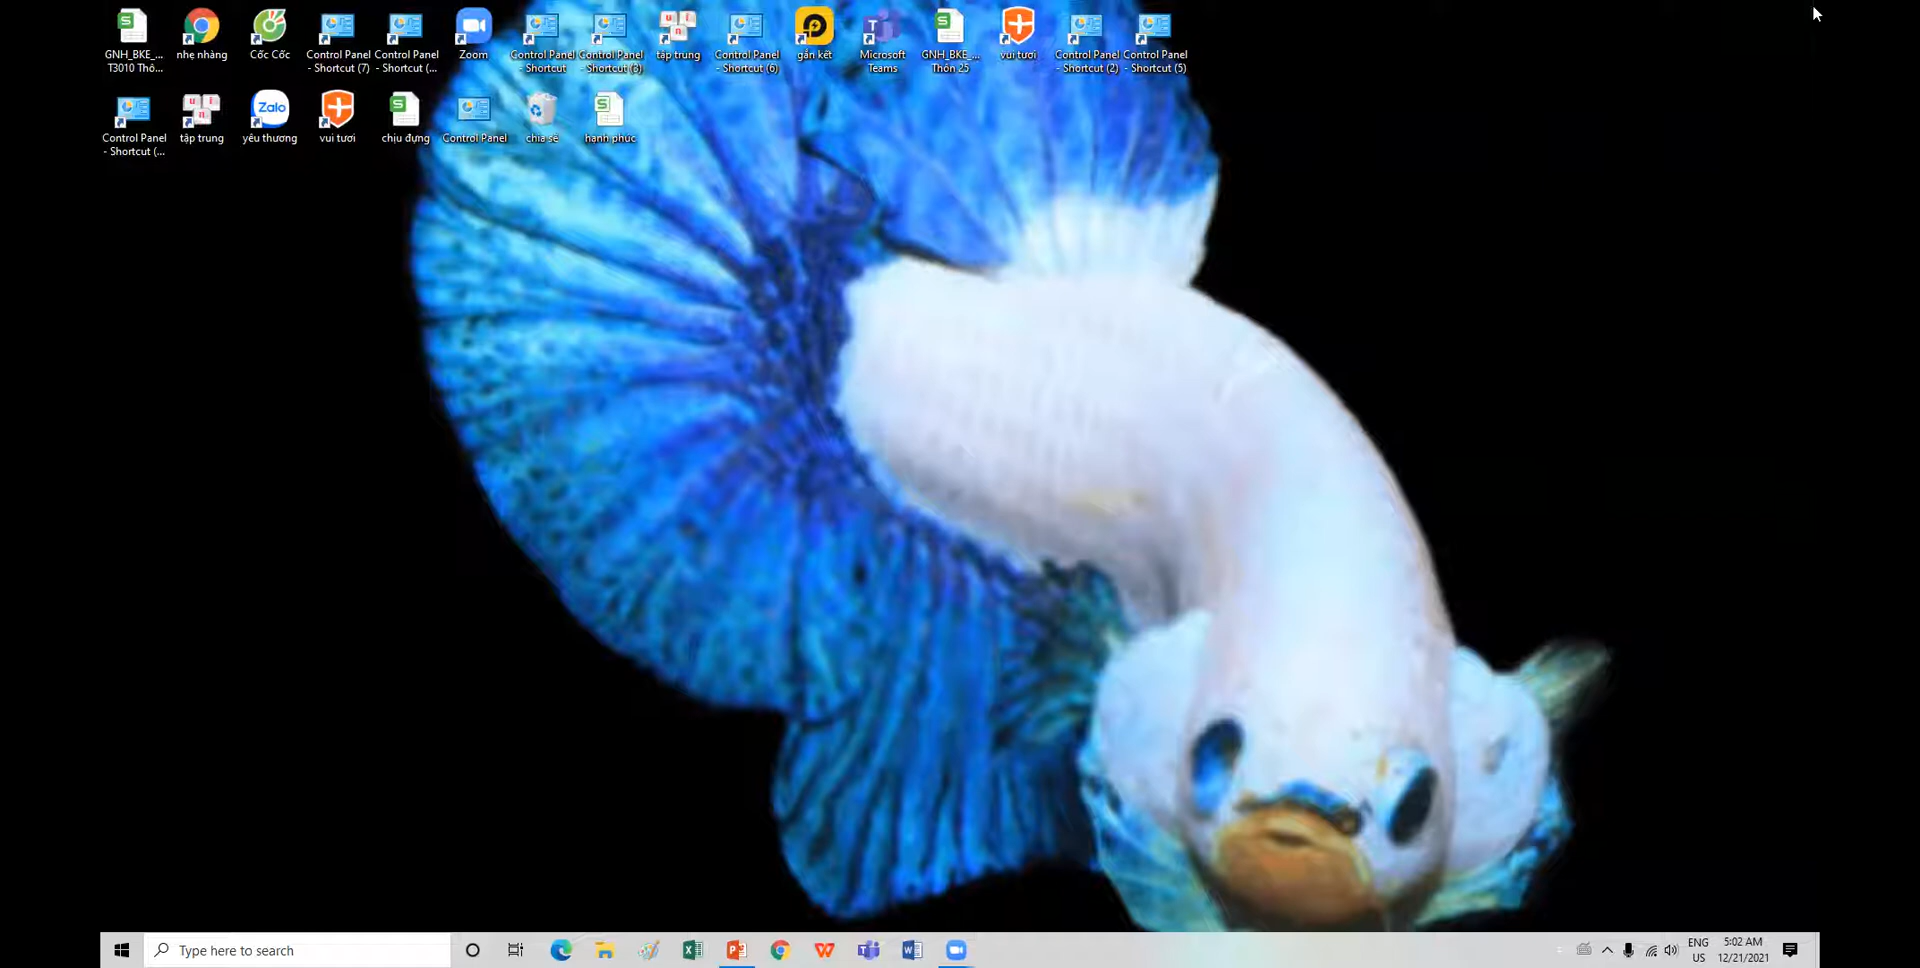 GNH_BKE_...
T3010 Thô...
nhẹ nhàng
Cốc Cốc
Control Panel
- Shortcut (7)
Control Panel
- Shortcut (...
Zoom
Control Panel
- Shortcut
Control Panel
- Shortcut (3)
tập trung
Control Panel
- Shortcut (6)
gắn kết
Microsoft
Teams
GNH_BKE_...
Thôn 25
vui tươi
Control Panel
- Shortcut (2)
Control Panel
- Shortcut (5)
Control Panel
- Shortcut (...
tập trung
Zalo
yêu thương
vui tươi
chịu đựng
Control Panel
chia sẻ
hạnh phúc
Type here to search
ENG
US
5:02 AM
12/21/2021